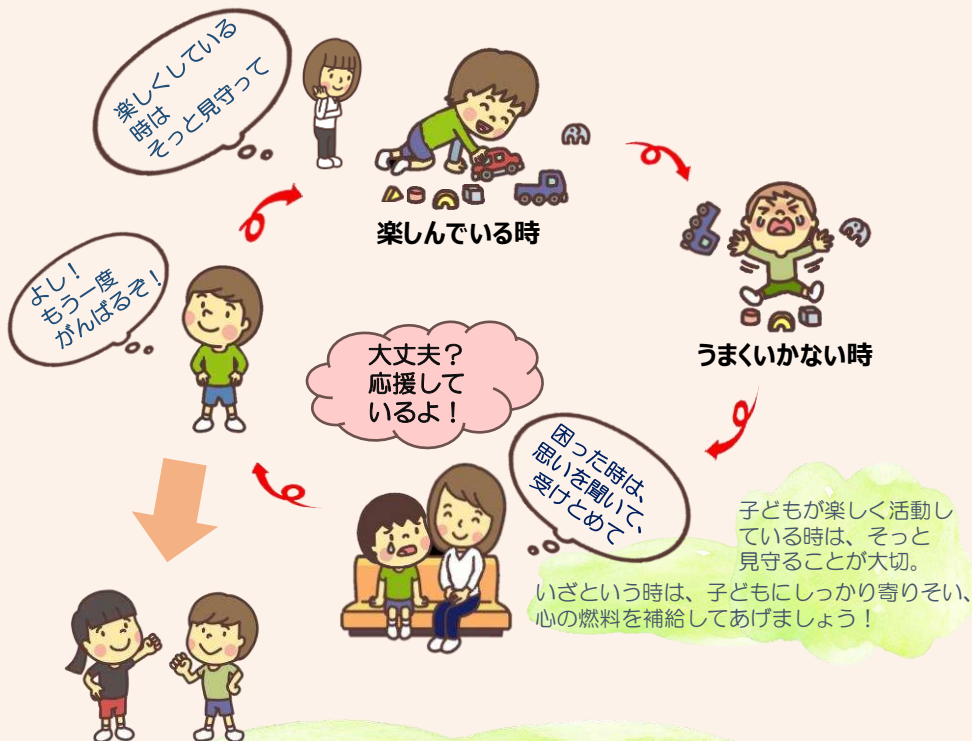 楽しくしている
時は
そっと見守って
楽しんでいる時
うまくいかない時
よし！
もう一度
がんばるぞ！
大丈夫？
応援して
いるよ！
困った時は、
思いを聞いて、
受けとめて
子どもが楽しく活動し
ている時は、そっと
見守ることが大切。
いざという時は、子どもにしっかり寄りそい、
心の燃料を補給してあげましょう！